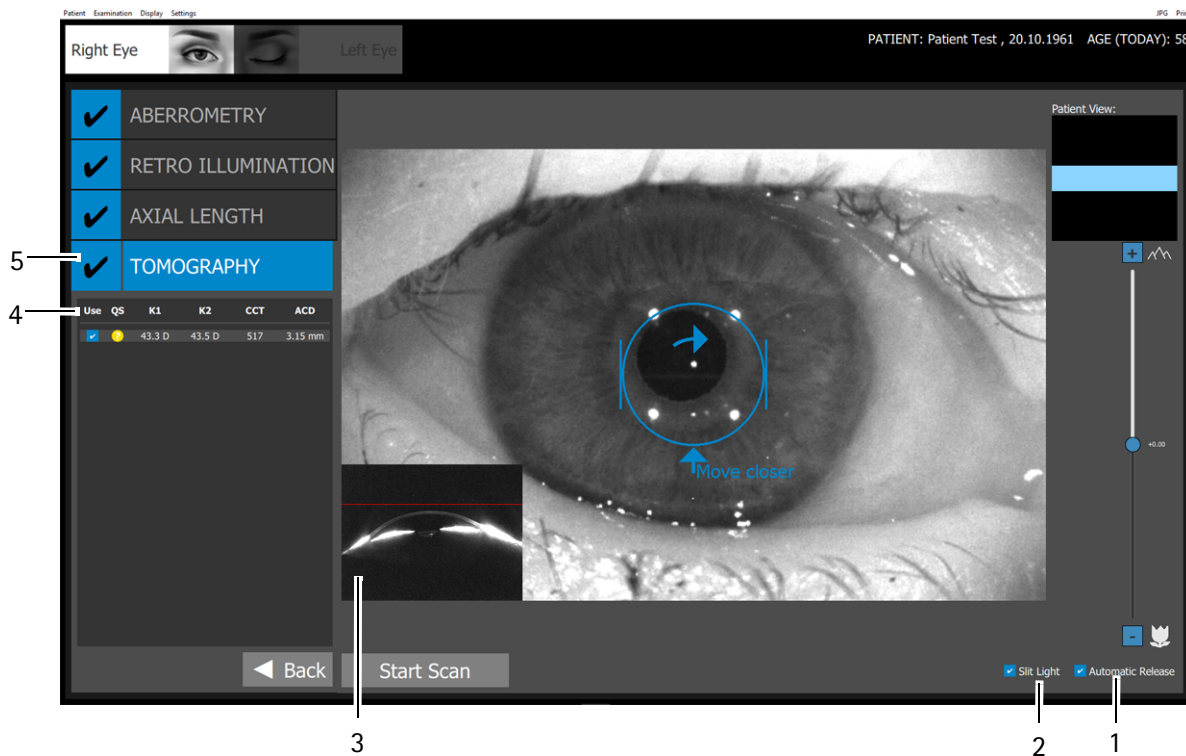 Patient Examination Display Settings JPG Prin
Right Eye Left Eye PATIENT: Patient Test , 20.10.1961 AGE (TODAY): 58
ABERROMETRY
Patient View:
RETRO ILLUMINATION
AXIAL LENGTH
5 TOMOGRAPHY
+
4 Use QS K1 K2 CCT ACD
? 43.3 D 43.5 D 517 3.15 mm
+0.00
Move closer
-
Back Start Scan
Slit Light Automatic Release
3 2 1